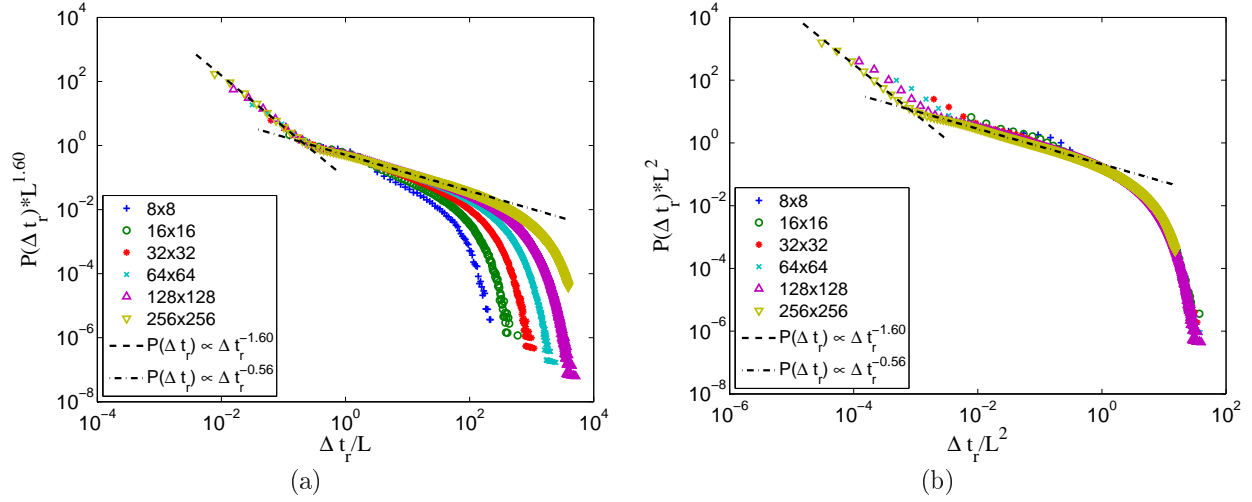 P(Δ t_r)*L^1.60
10^4
10^2
10^0
10^-2
10^-4
10^-6
10^-8
8x8
16x16
32x32
64x64
128x128
256x256
P(Δ t_r) ∝ Δ t_r^-1.60
P(Δ t_r) ∝ Δ t_r^-0.56
10^-4 10^-2 10^0 10^2 10^4
Δ t_r/L
(a)
P(Δ t_r)*L^2
10^4
10^2
10^0
10^-2
10^-4
10^-6
10^-8
8x8
16x16
32x32
64x64
128x128
256x256
P(Δ t_r) ∝ Δ t_r^-1.60
P(Δ t_r) ∝ Δ t_r^-0.56
10^-6 10^-4 10^-2 10^0 10^2
Δ t_r/L^2
(b)